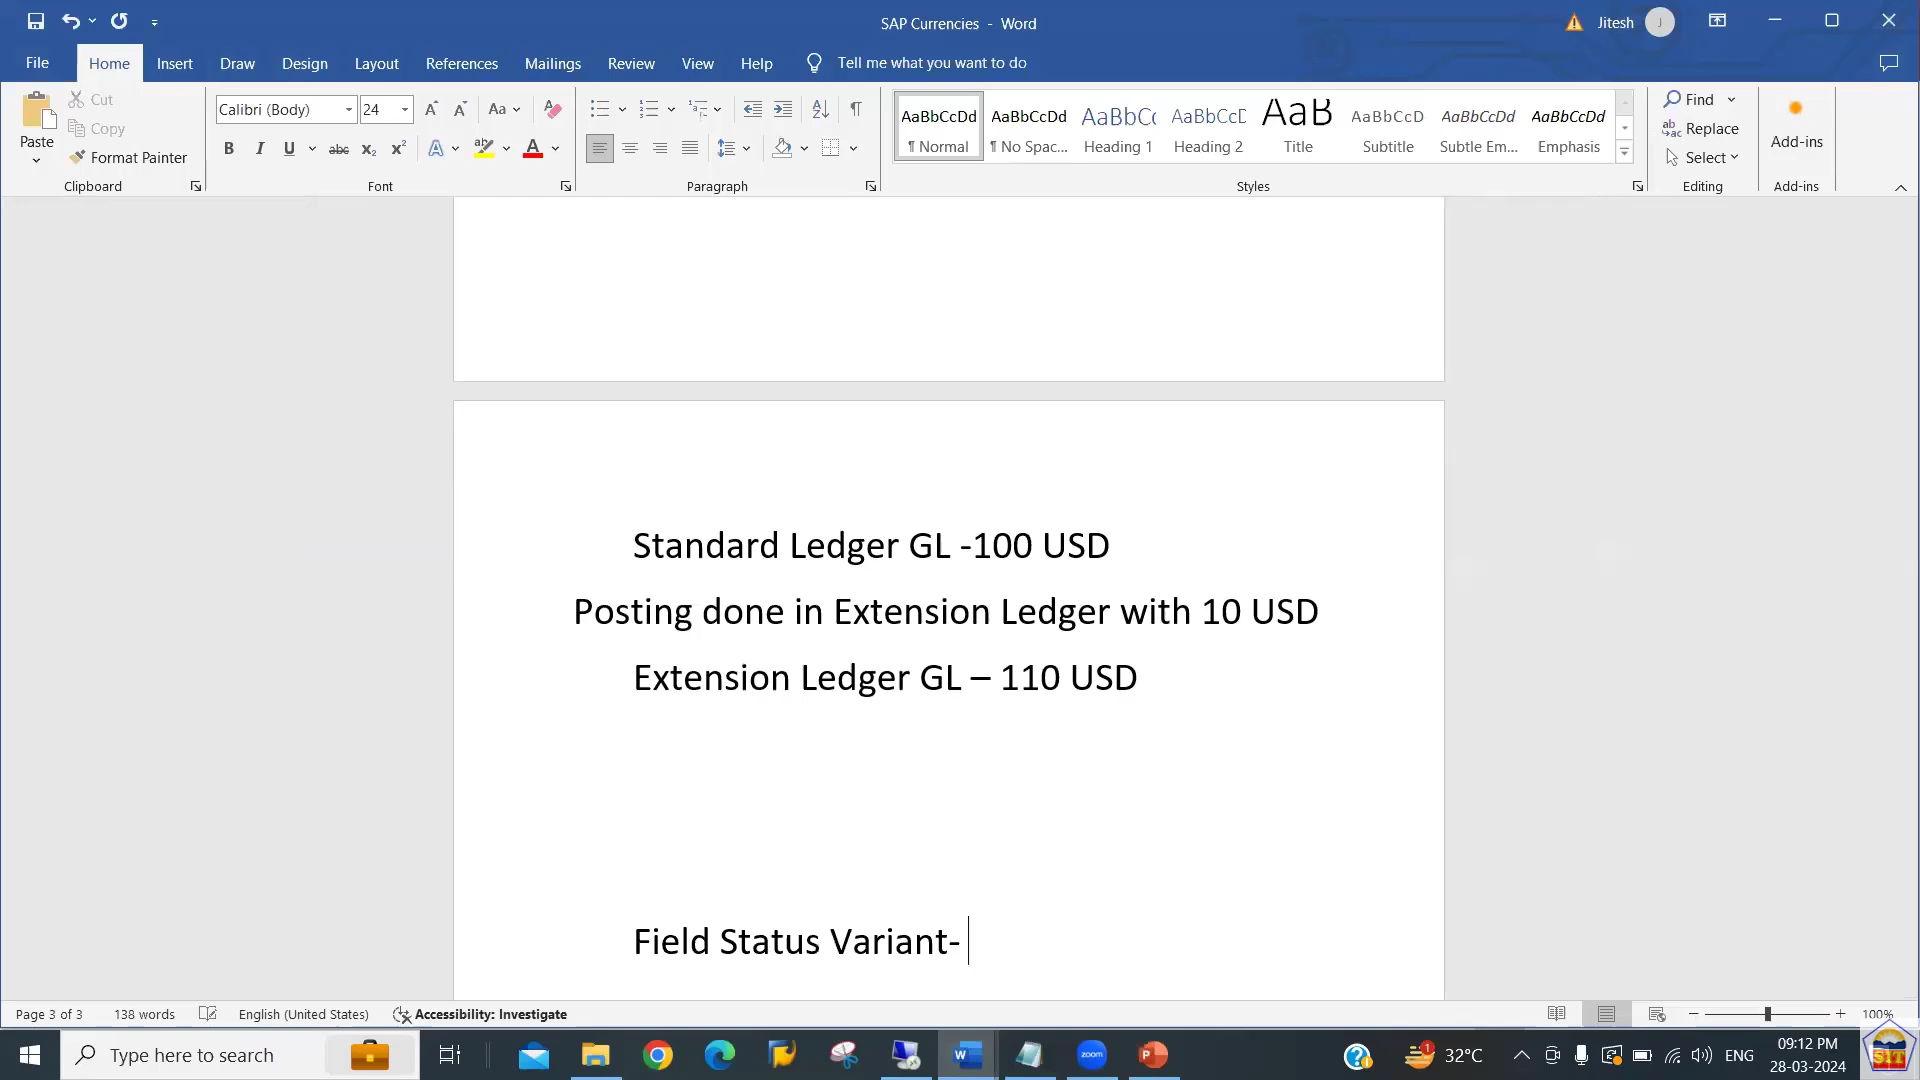 SAP Currencies - Word
Jitesh J
File Home Insert Draw Design Layout References Mailings Review View Help Tell me what you want to do
Paste
Cut
Copy
Format Painter
Clipboard
Calibri (Body) 24
Font
Paragraph
AaBbCcDd AaBbCcDd AaBbCc AaBbCcD AaB AaBbCcD AaBbCcDd AaBbCcDd
¶ Normal ¶ No Spac... Heading 1 Heading 2 Title Subtitle Subtle Em... Emphasis
Styles
Find
Replace
Select
Editing
Add-ins
Add-ins
Standard Ledger GL -100 USD
Posting done in Extension Ledger with 10 USD
Extension Ledger GL – 110 USD
Field Status Variant-
Page 3 of 3 138 words English (United States) Accessibility: Investigate 100%
Type here to search
zoom
1
32°C
ENG
09:12 PM
28-03-2024
SIT